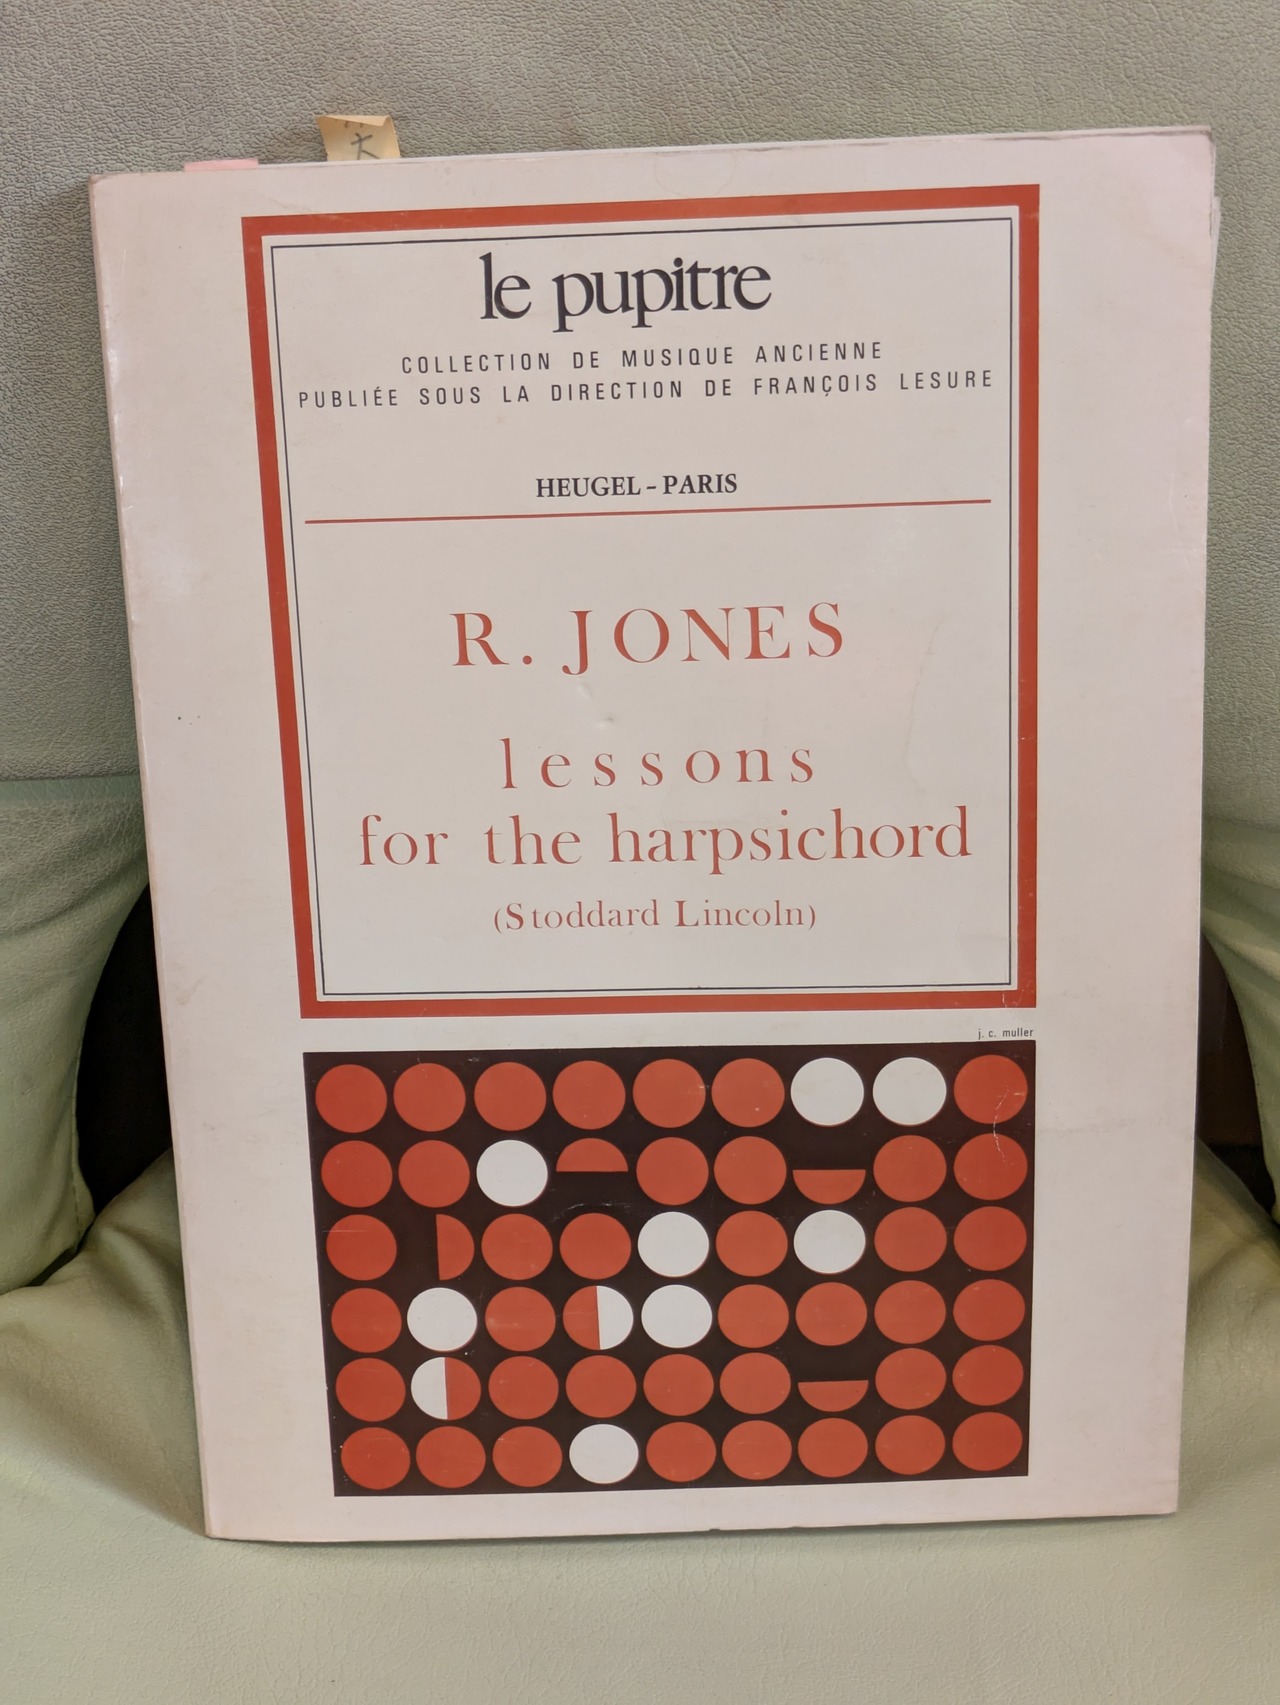 le pupitre
COLLECTION DE MUSIQUE ANCIENNE
PUBLIÉE SOUS LA DIRECTION DE FRANÇOIS LESURE
HEUGEL - PARIS
R. JONES
lessons
for the harpsichord
(Stoddard Lincoln)
j. c. muller